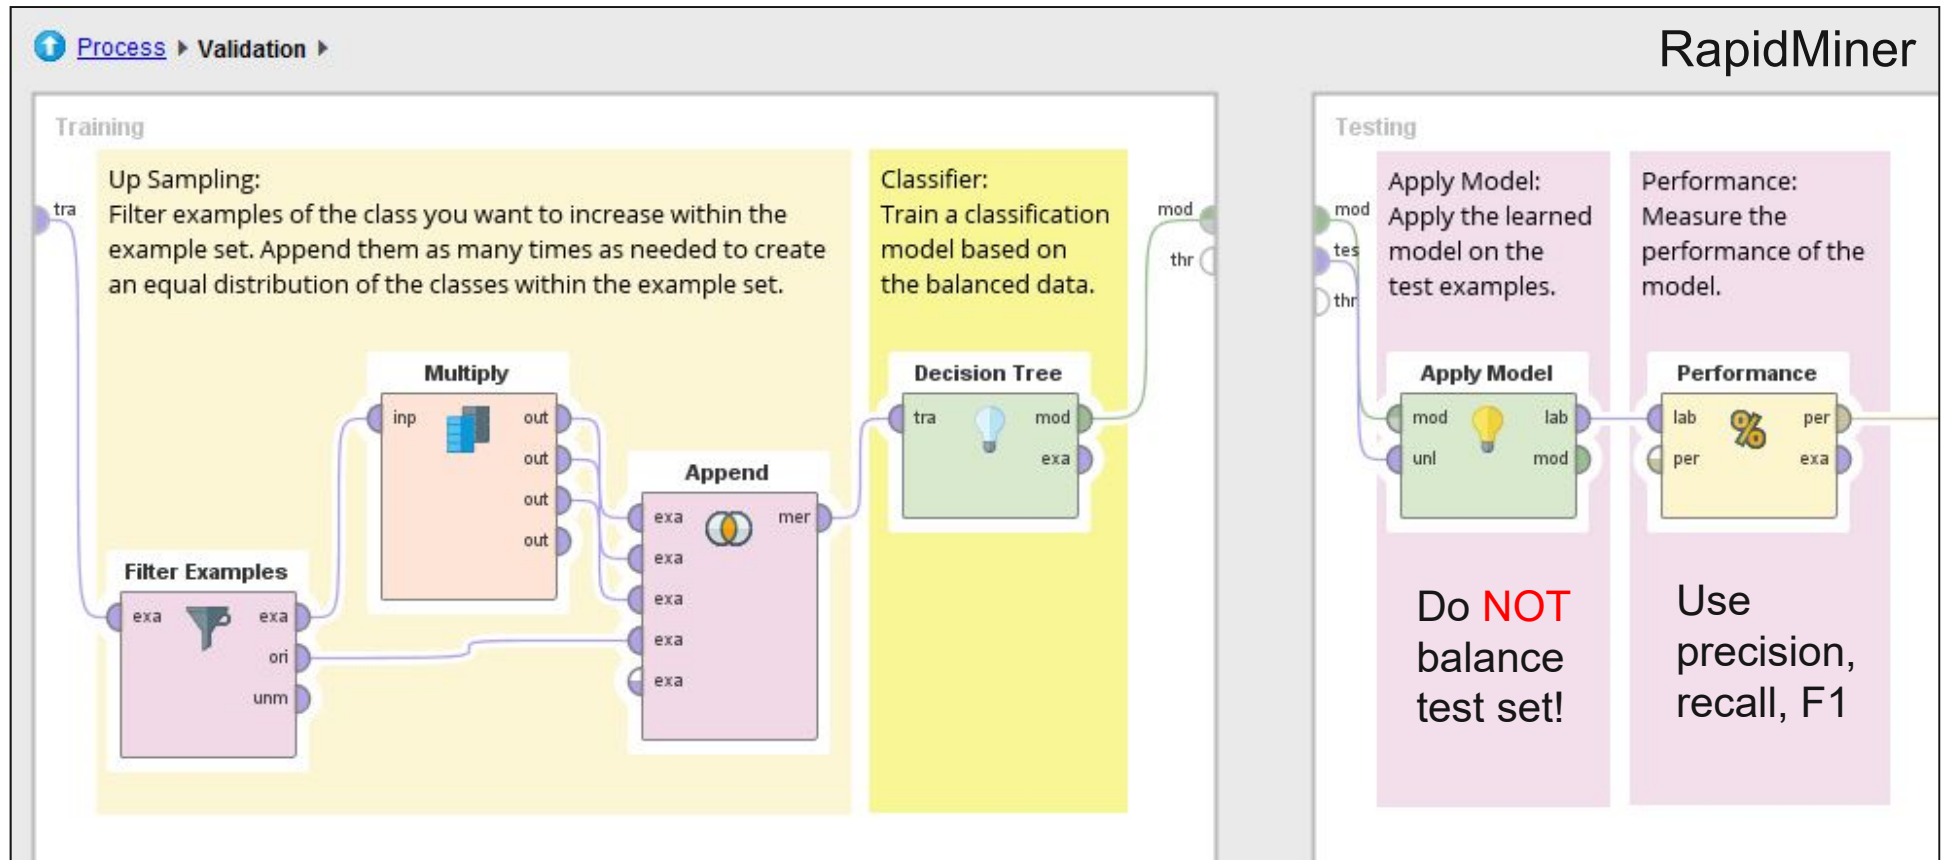 Process Validation
RapidMiner
Training
Up Sampling:
Filter examples of the class you want to increase within the
example set. Append them as many times as needed to create
an equal distribution of the classes within the example set.
Classifier:
Train a classification
model based on
the balanced data.
tra
mod
thr
Multiply
inp
out
out
out
out
Append
exa
mer
exa
exa
exa
exa
Filter Examples
exa
exa
ori
unm
Decision Tree
tra
mod
exa
Testing
mod
tes
thr
Apply Model:
Apply the learned
model on the
test examples.
Performance:
Measure the
performance of the
model.
Apply Model
mod
lab
unl
mod
Performance
%
lab
per
per
exa
Do NOT
balance
test set!
Use
precision,
recall, F1